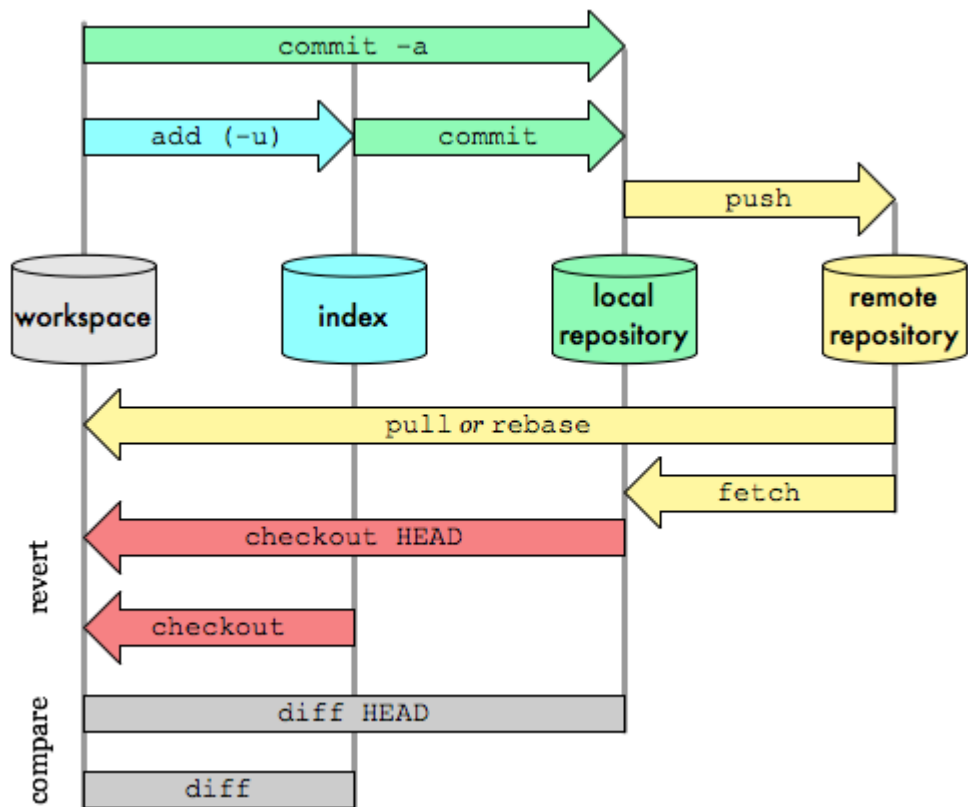 commit -a
add (-u)
commit
push
workspace
index
local
repository
remote
repository
pull or rebase
fetch
revert
checkout HEAD
checkout
compare
diff HEAD
diff